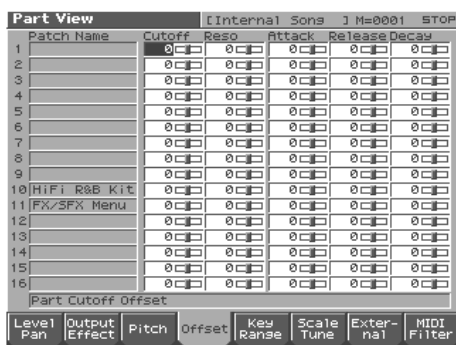 Part View [Internal Song ] M=0001 STOP
Patch Name Cutoff Reso Attack Release Decay
1 0 0 0 0 0
2 0 0 0 0 0
3 0 0 0 0 0
4 0 0 0 0 0
5 0 0 0 0 0
6 0 0 0 0 0
7 0 0 0 0 0
8 0 0 0 0 0
9 0 0 0 0 0
10 HiFi R&B Kit 0 0 0 0 0
11 FX/SFX Menu 0 0 0 0 0
12 0 0 0 0 0
13 0 0 0 0 0
14 0 0 0 0 0
15 0 0 0 0 0
16 0 0 0 0 0
Part Cutoff Offset
Level Output Pitch Offset Key Scale Exter- MIDI
Pan Effect Range Tune nal Filter